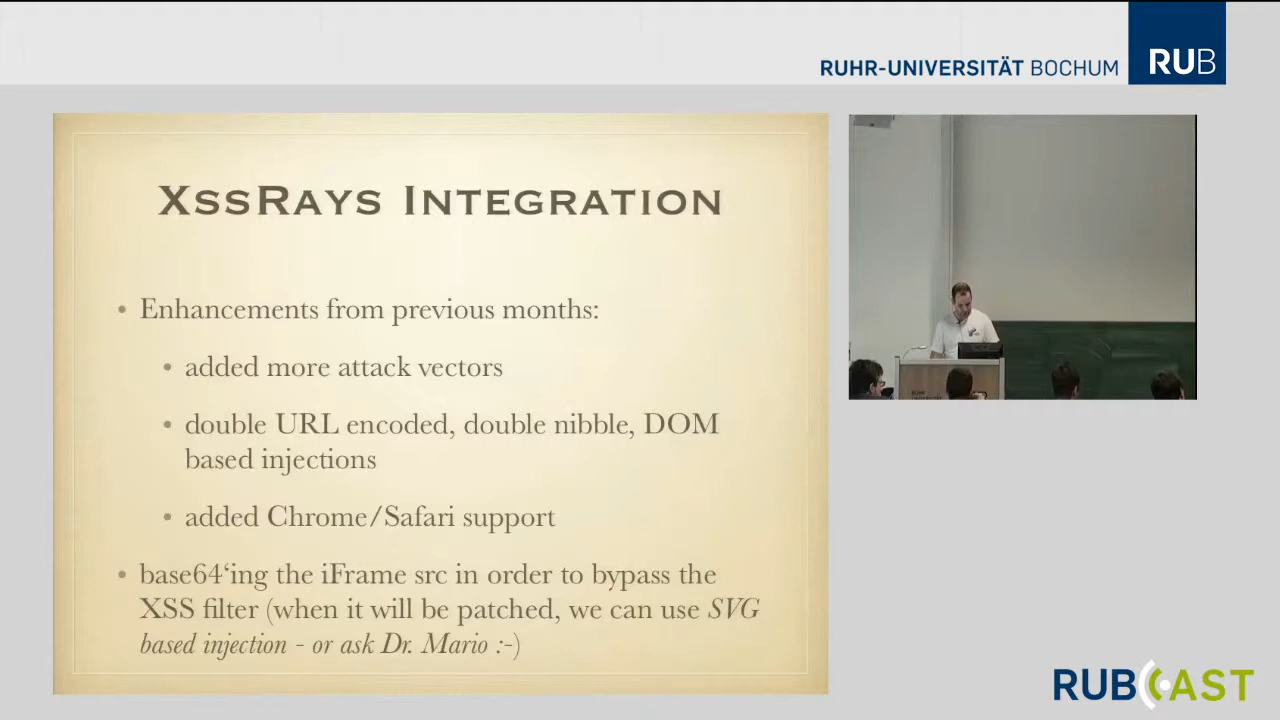 RUHR-UNIVERSITÄT BOCHUM
RUB
XssRays Integration
• Enhancements from previous months:
• added more attack vectors
• double URL encoded, double nibble, DOM
based injections
• added Chrome/Safari support
• base64‘ing the iFrame src in order to bypass the
XSS filter (when it will be patched, we can use SVG
based injection - or ask Dr. Mario :-)
RUBCAST